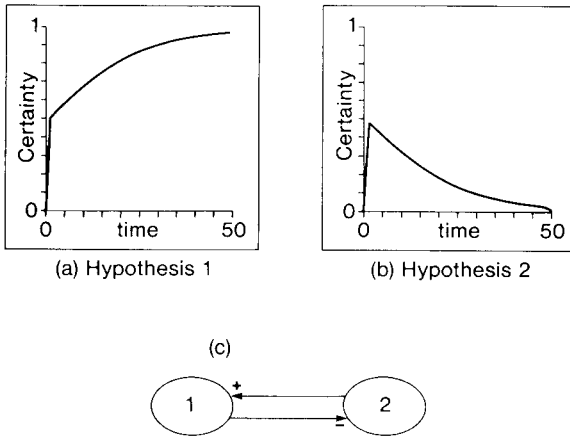 1
Certainty
0
0
time
50
(a) Hypothesis 1
1
Certainty
0
0
time
50
(b) Hypothesis 2
(c)
+
1
2
−